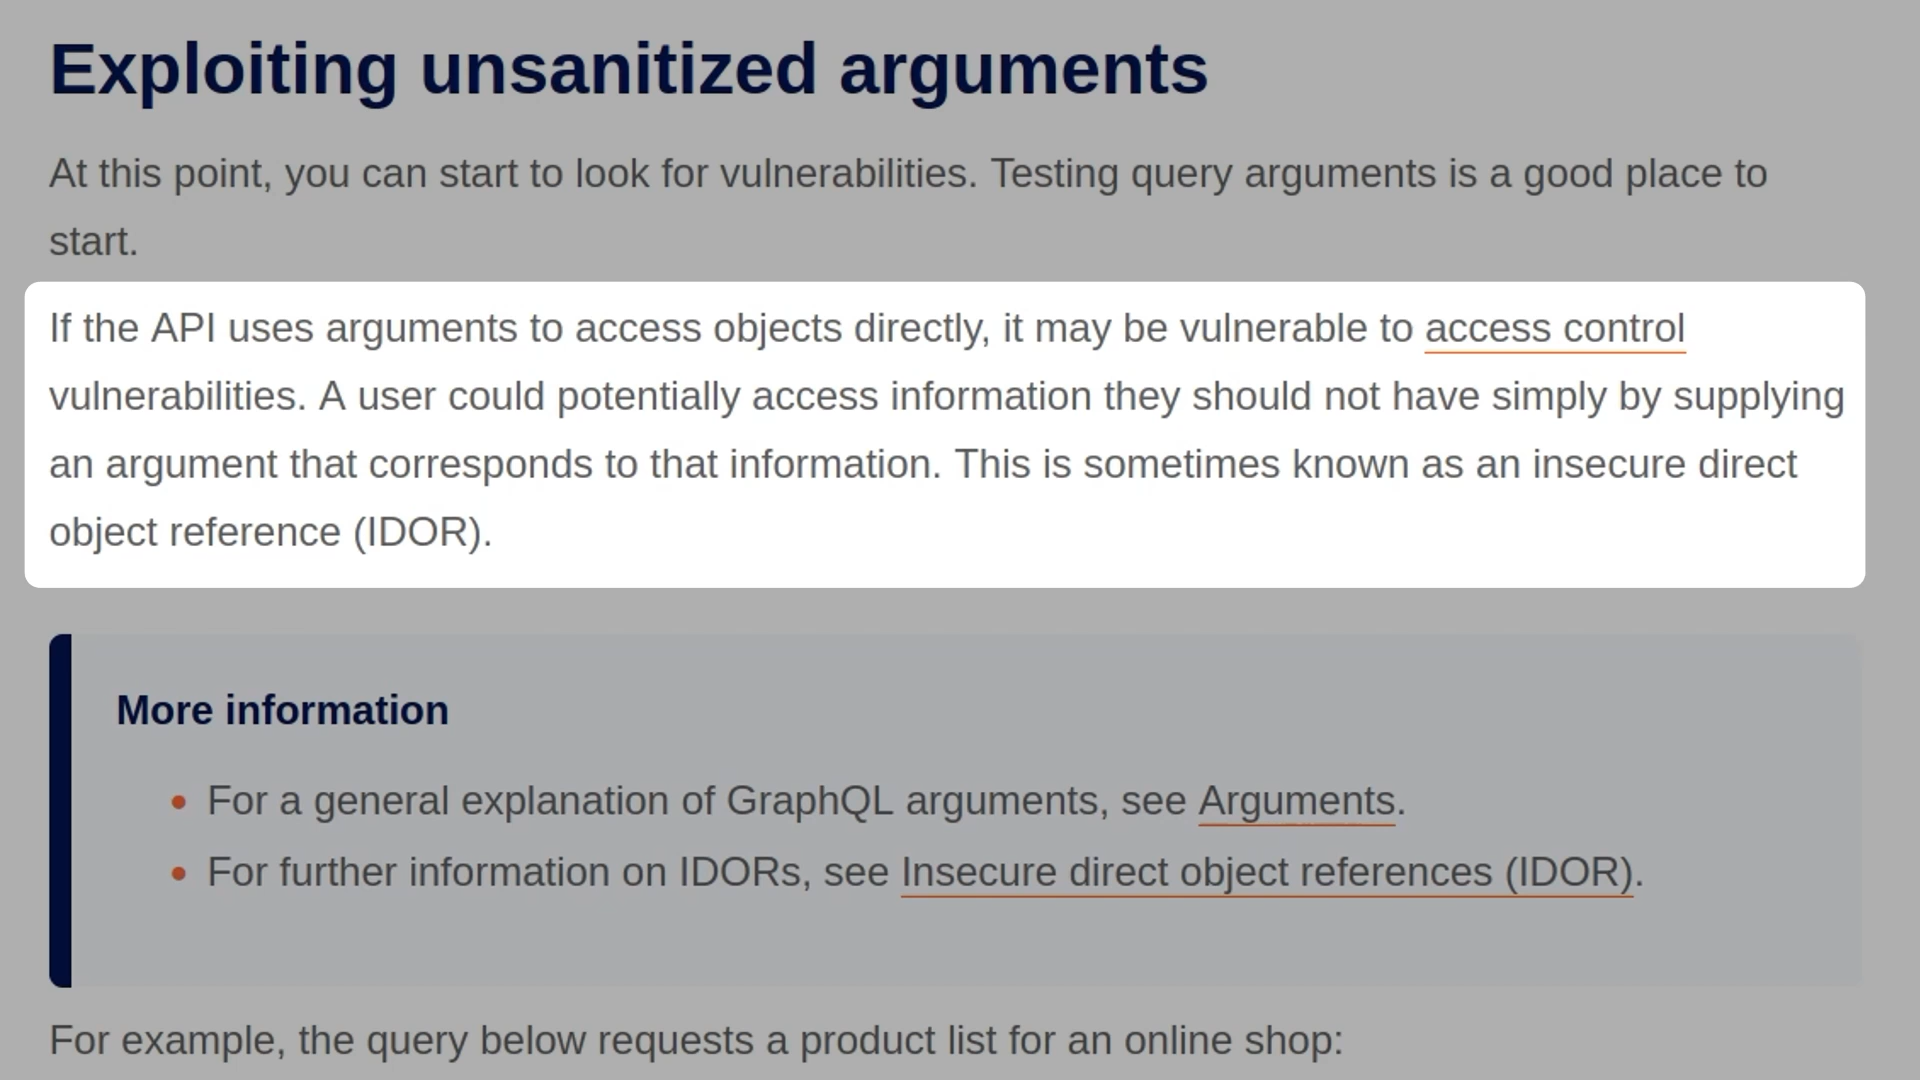 Exploiting unsanitized arguments
At this point, you can start to look for vulnerabilities. Testing query arguments is a good place to
start.
If the API uses arguments to access objects directly, it may be vulnerable to access control
vulnerabilities. A user could potentially access information they should not have simply by supplying
an argument that corresponds to that information. This is sometimes known as an insecure direct
object reference (IDOR).
More information
• For a general explanation of GraphQL arguments, see Arguments.
• For further information on IDORs, see Insecure direct object references (IDOR).
For example, the query below requests a product list for an online shop: